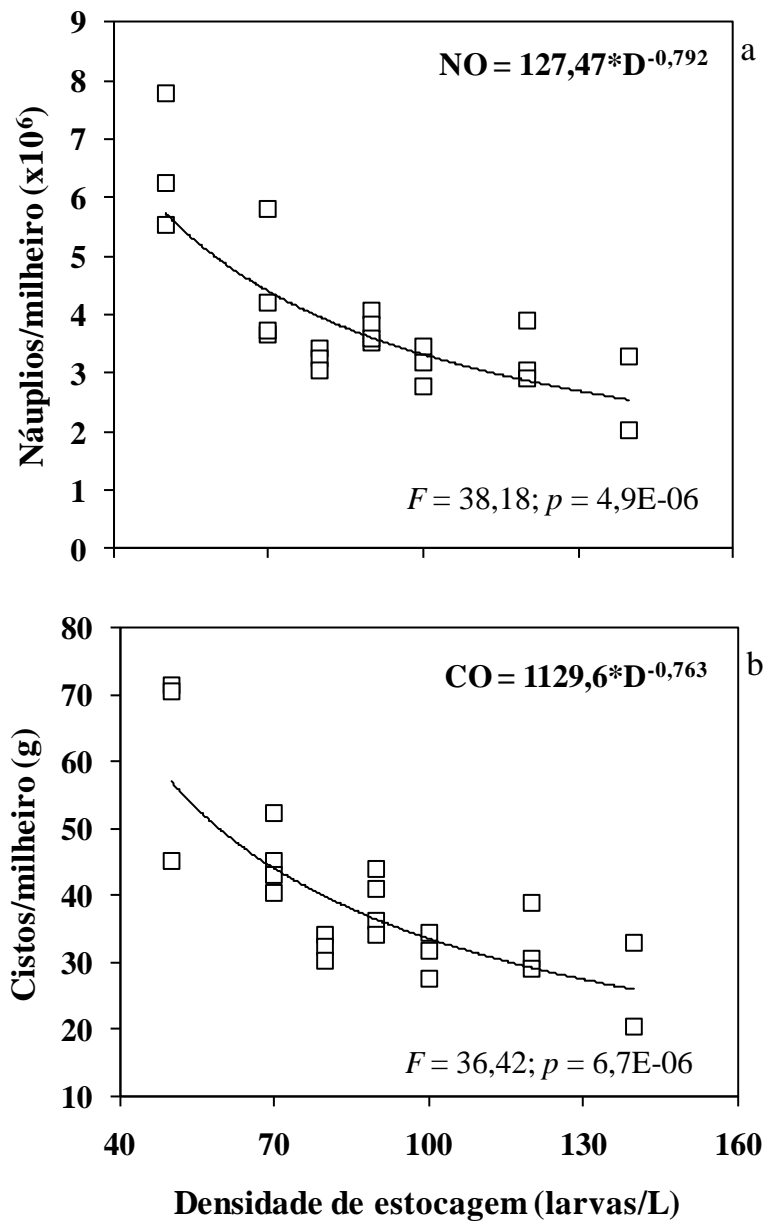 a
NO = 127,47*D^-0,792
Náuplios/milheiro (x10⁶)
9
8
7
6
5
4
3
2
1
0
F = 38,18; p = 4,9E-06
b
CO = 1129,6*D^-0,763
Cistos/milheiro (g)
80
70
60
50
40
30
20
10
F = 36,42; p = 6,7E-06
40 70 100 130 160
Densidade de estocagem (larvas/L)